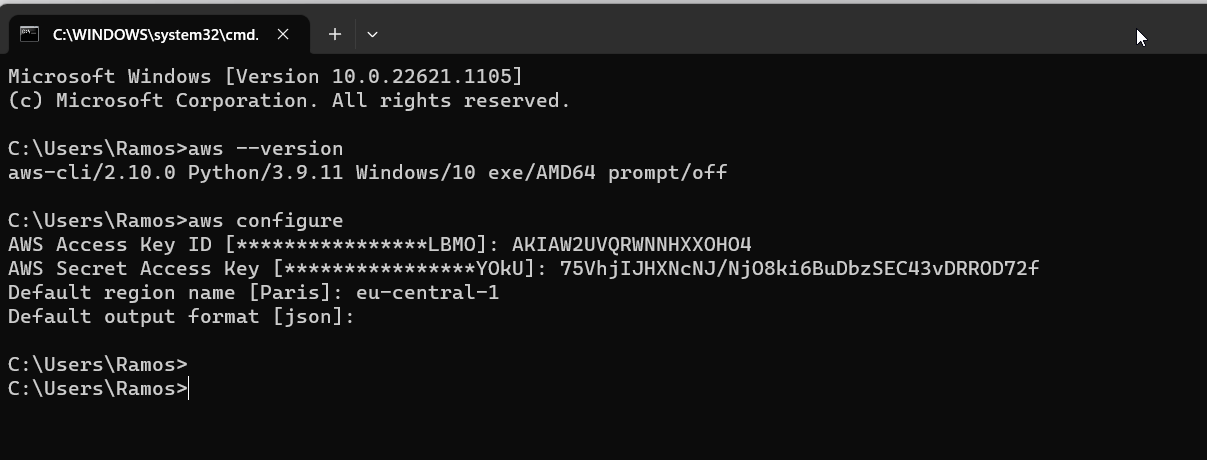 C:\WINDOWS\system32\cmd.
Microsoft Windows [Version 10.0.22621.1105]
(c) Microsoft Corporation. All rights reserved.
C:\Users\Ramos>aws --version
aws-cli/2.10.0 Python/3.9.11 Windows/10 exe/AMD64 prompt/off
C:\Users\Ramos>aws configure
AWS Access Key ID [****************LBMO]: AKIAW2UVQRWNNHXXOHO4
AWS Secret Access Key [****************YOkU]: 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
Default region name [Paris]: eu-central-1
Default output format [json]:
C:\Users\Ramos>
C:\Users\Ramos>